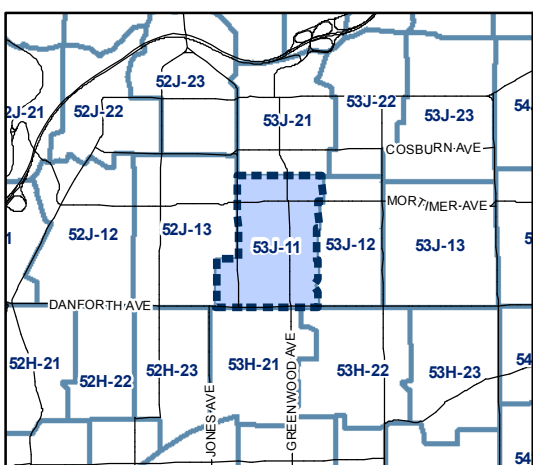 52J-23
2J-21
52J-22
53J-21
53J-22
53J-23
54
COSBURN AVE
MORTIMER AVE
1
52J-12
52J-13
53J-11
53J-12
53J-13
5
DANFORTH AVE
52H-21
52H-22
52H-23
53H-21
53H-22
53H-23
54
JONES AVE
GREENWOOD AVE
54